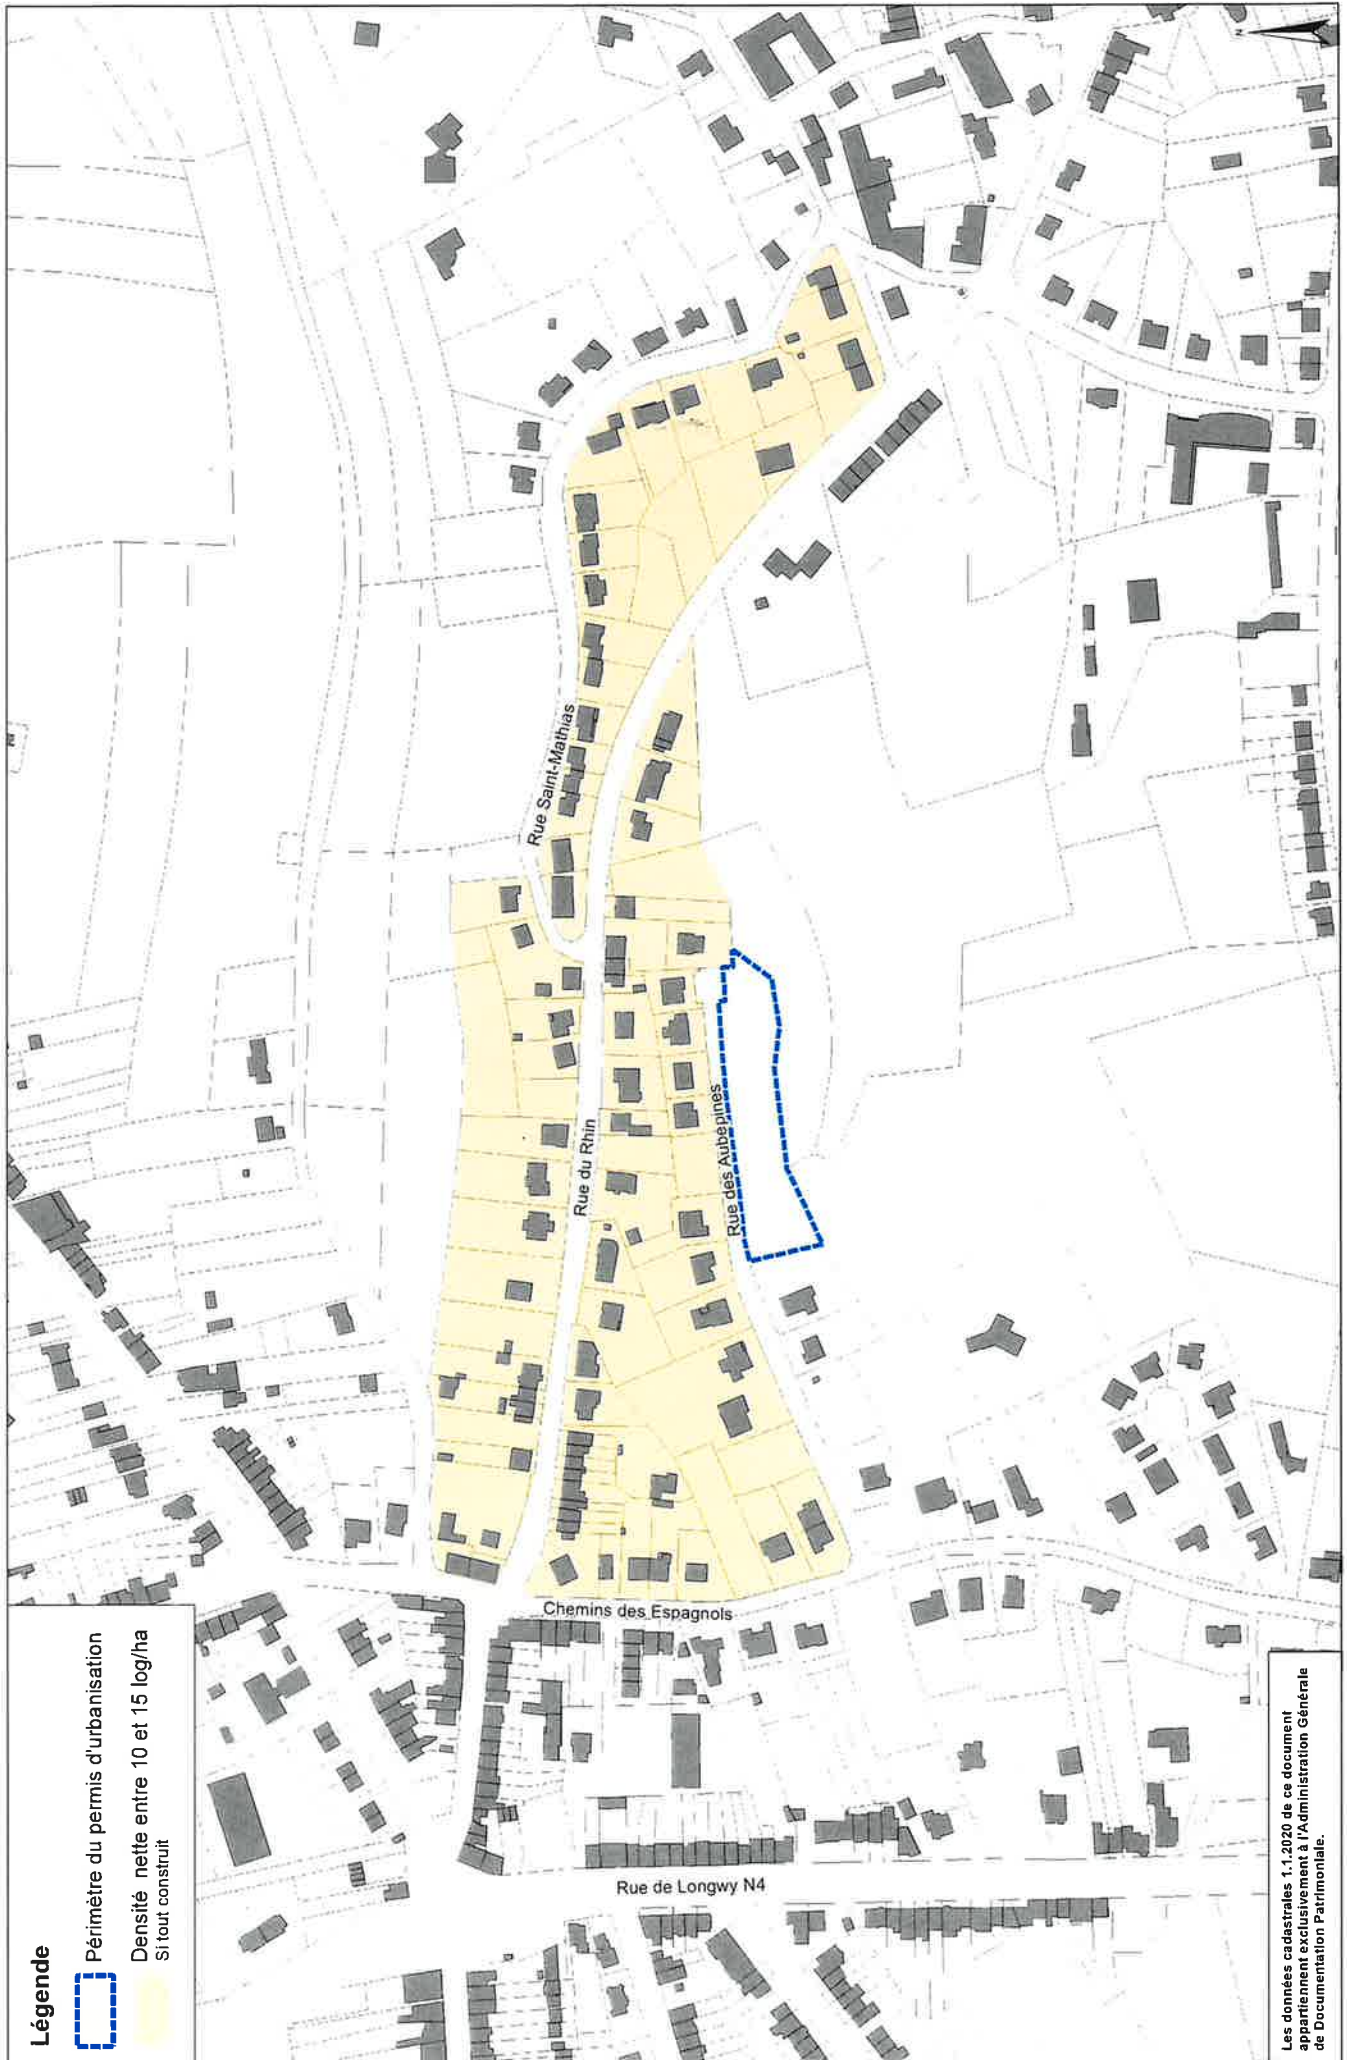 Légende
Périmètre du permis d'urbanisation
Densité nette entre 10 et 15 log/ha
Si tout construit
Rue Saint-Mathias
Rue du Rhin
Rue des Aubépines
Chemins des Espagnols
Rue de Longwy N4
N
Les données cadastrales 1.1.2020 de ce document
appartiennent exclusivement à l'Administration Générale
de Documentation Patrimoniale.